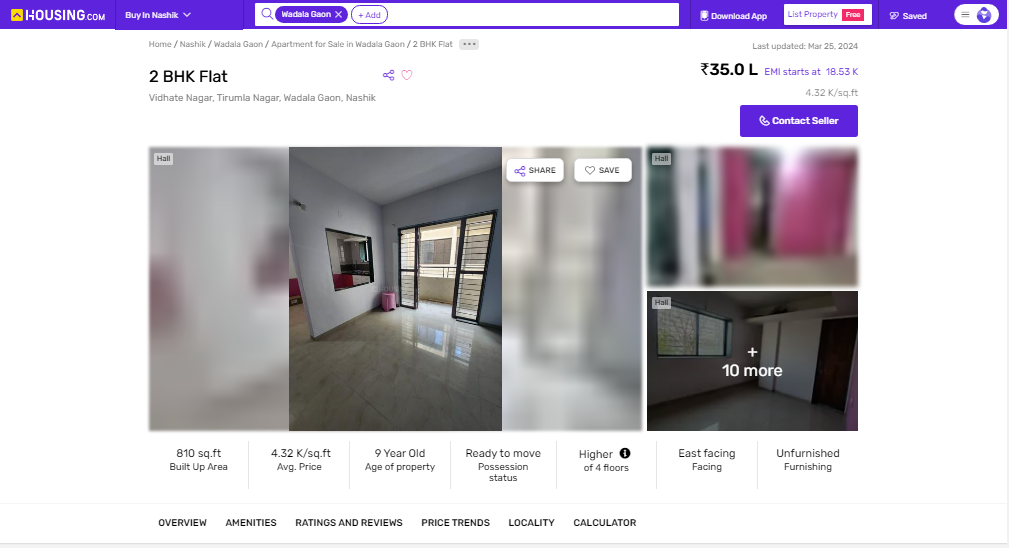 HOUSING.COM
Buy In Nashik
Wadala Gaon
+ Add
Download App
List Property Free
Saved
Home / Nashik / Wadala Gaon / Apartment for Sale in Wadala Gaon / 2 BHK Flat
Last updated: Mar 25, 2024
2 BHK Flat
₹35.0 L EMI starts at 18.53 K
Vidhate Nagar, Tirumla Nagar, Wadala Gaon, Nashik
4.32 K/sq.ft
Contact Seller
Hall
SHARE
SAVE
Hall
Hall
+
10 more
810 sq.ft
Built Up Area
4.32 K/sq.ft
Avg. Price
9 Year Old
Age of property
Ready to move
Possession
status
Higher
of 4 floors
East facing
Facing
Unfurnished
Furnishing
OVERVIEW AMENITIES RATINGS AND REVIEWS PRICE TRENDS LOCALITY CALCULATOR